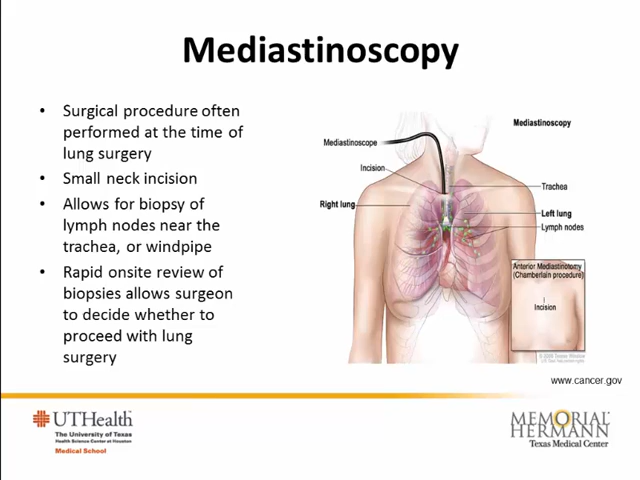 Mediastinoscopy
• Surgical procedure often
performed at the time of
lung surgery
• Small neck incision
• Allows for biopsy of
lymph nodes near the
trachea, or windpipe
• Rapid onsite review of
biopsies allows surgeon
to decide whether to
proceed with lung
surgery
Mediastinoscopy
Mediastinoscope
Incision
Trachea
Right lung
Left lung
Lymph nodes
Anterior Mediastinotomy
(Chamberlain procedure)
Incision
www.cancer.gov
UTHealth
The University of Texas
Health Science Center at Houston
Medical School
MEMORIAL
HERMANN
Texas Medical Center